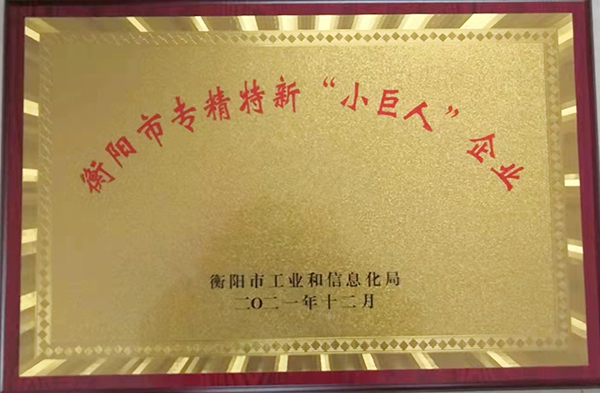 衡阳市专精特新“小巨人”企业
衡阳市工业和信息化局
二〇二一年十二月